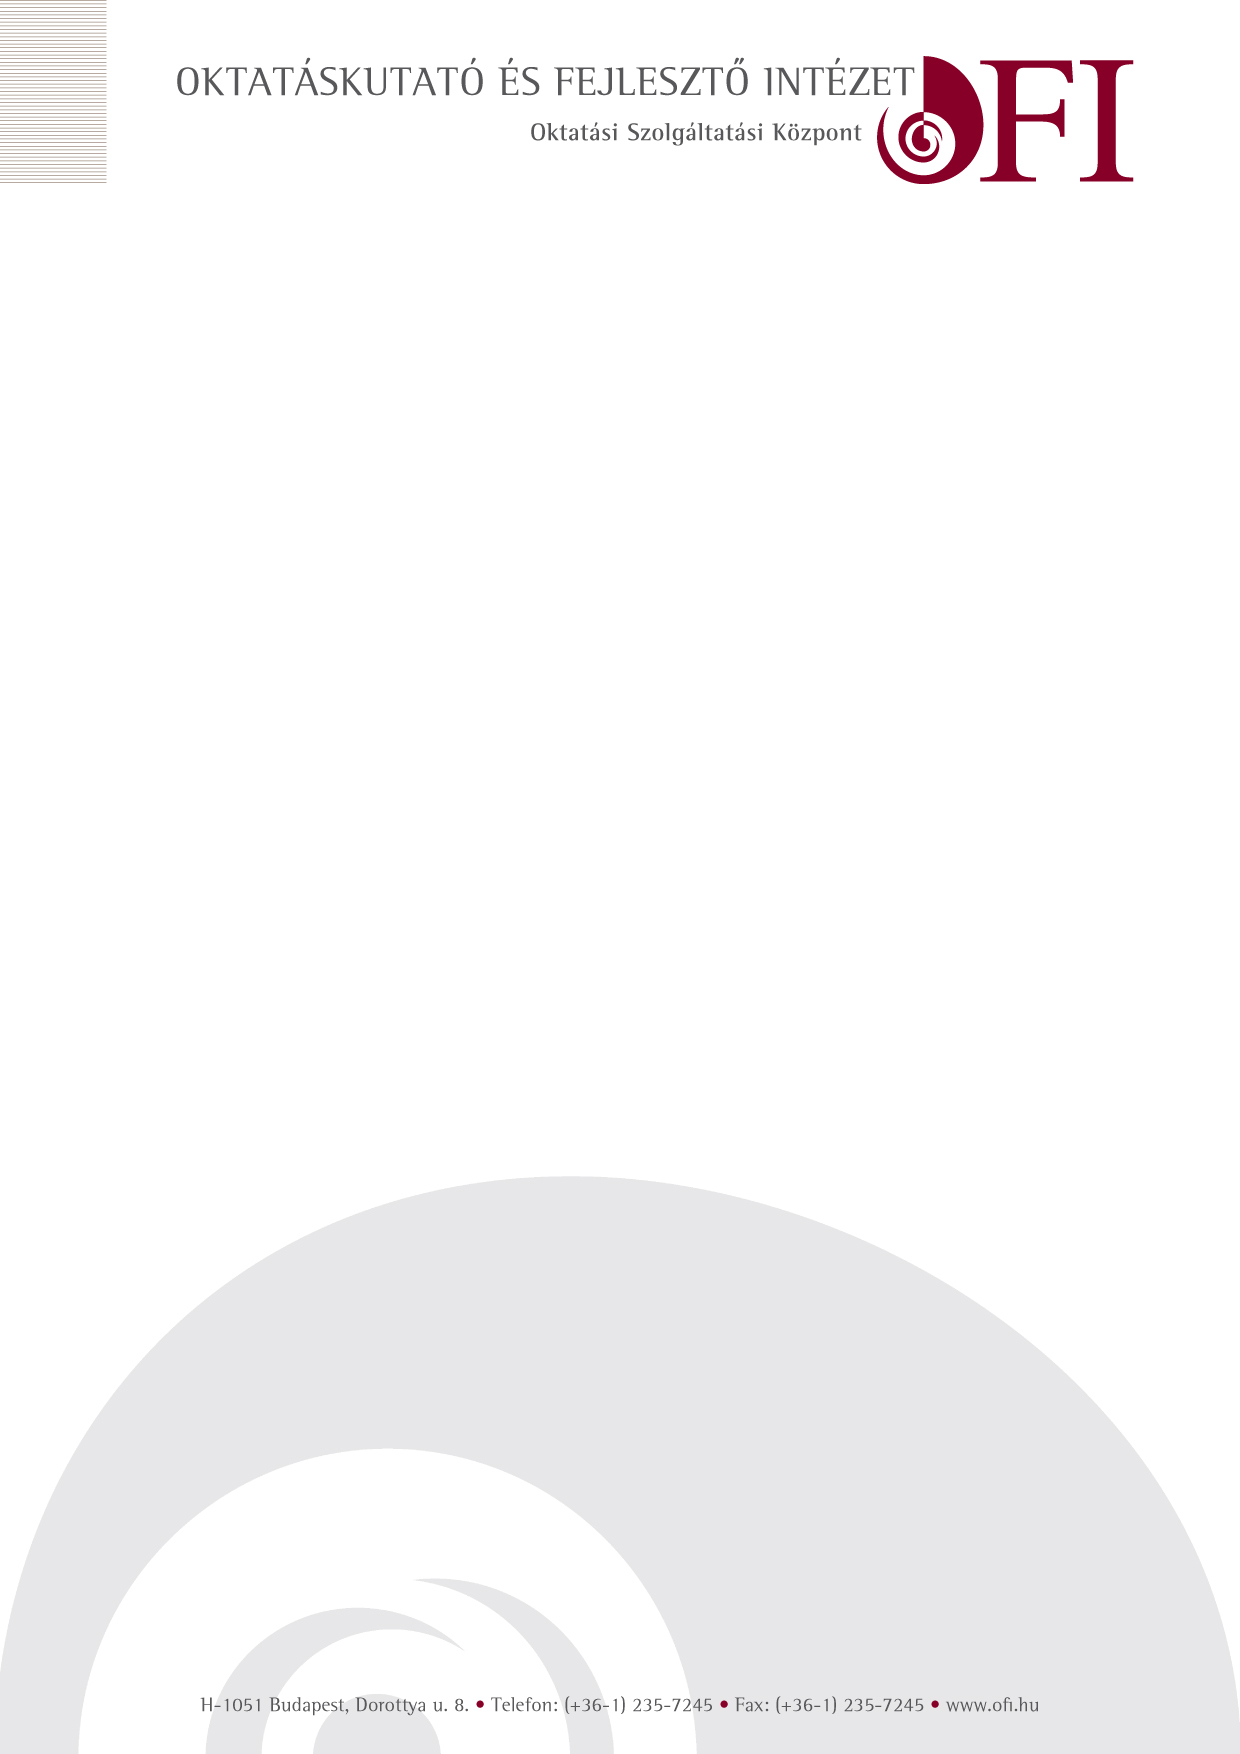 OKTATÁSKUTATÓ ÉS FEJLESZTŐ INTÉZET
OFI
Oktatási Szolgáltatási Központ
H-1051 Budapest, Dorottya u. 8. • Telefon: (+36-1) 235-7245 • Fax: (+36-1) 235-7245 • www.ofi.hu